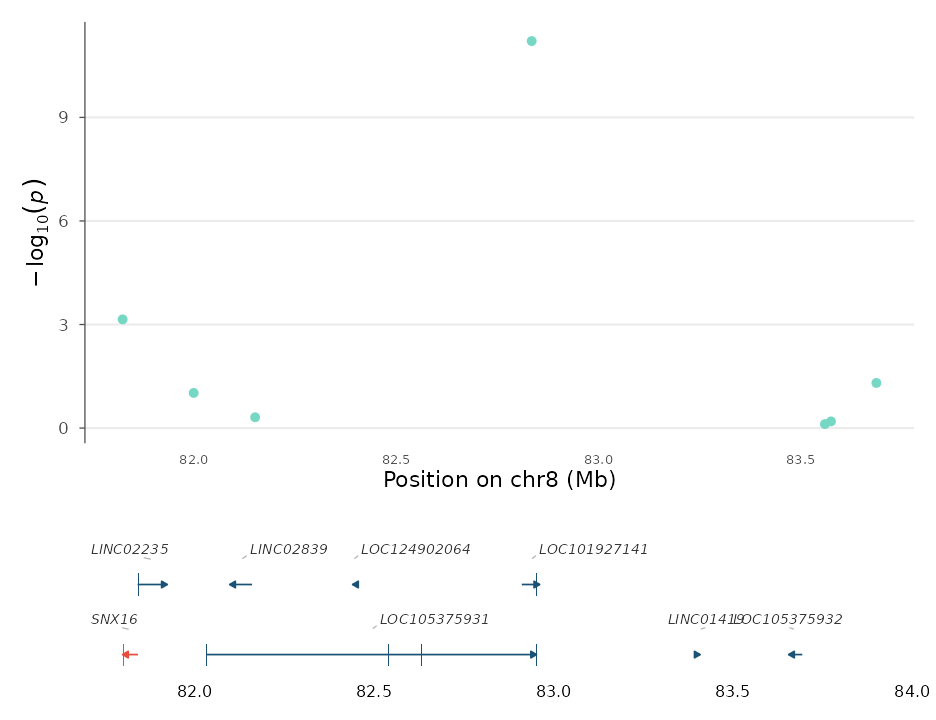 9
6
3
0
−log10(p)
82.0 82.5 83.0 83.5
Position on chr8 (Mb)
LINC02235 LINC02839 LOC124902064 LOC101927141
SNX16 LOC105375931 LINC01419 LOC105375932
82.0 82.5 83.0 83.5 84.0